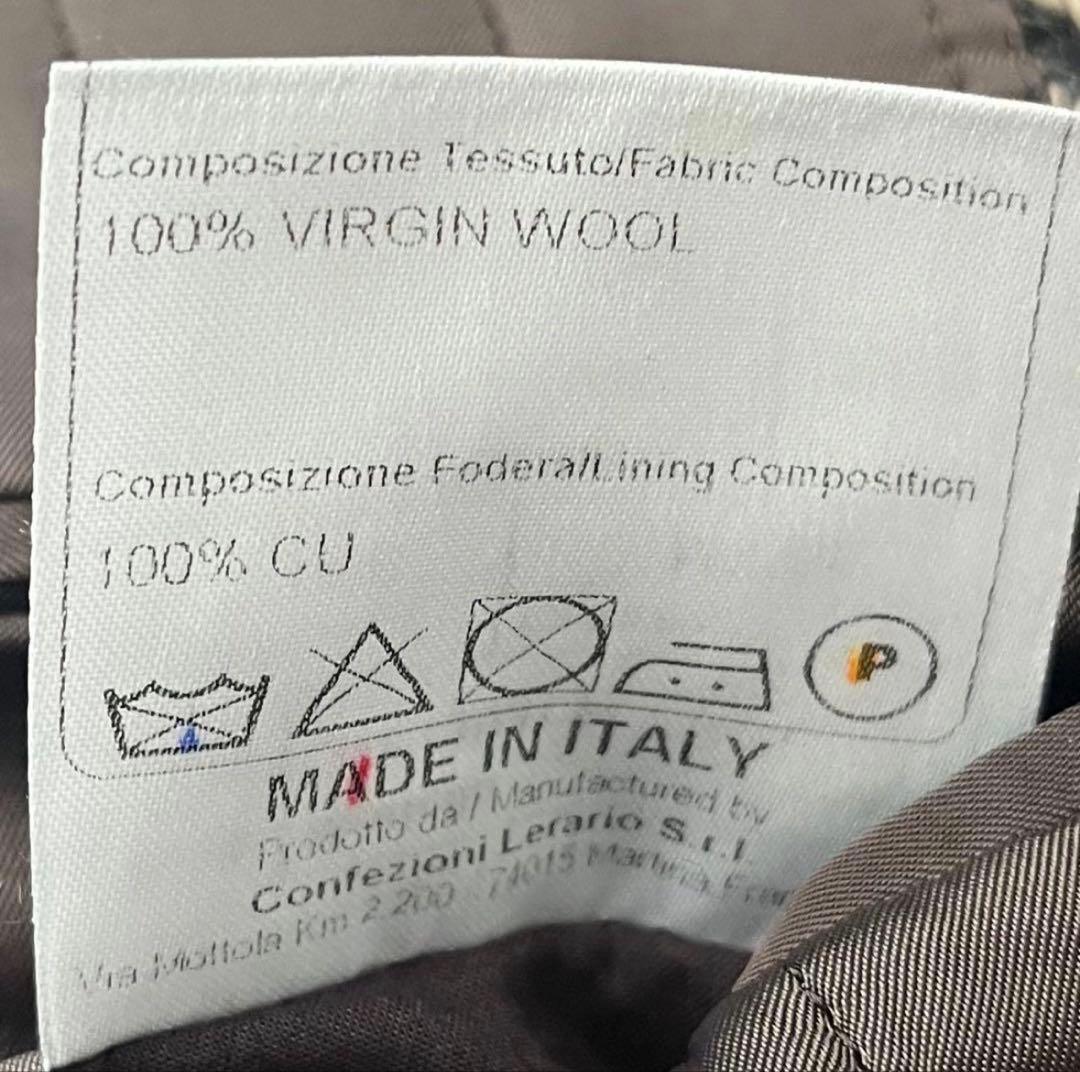 Composizione Tessuto/Fabric Composition
100% VIRGIN WOOL
Composizione Fodera/Lining Composition
100% CU
P
MADE IN ITALY
Prodotto da / Manufactured by
Confezioni Lerario S.r.l.
Via Mottola Km 2.200 - 74015 Martina